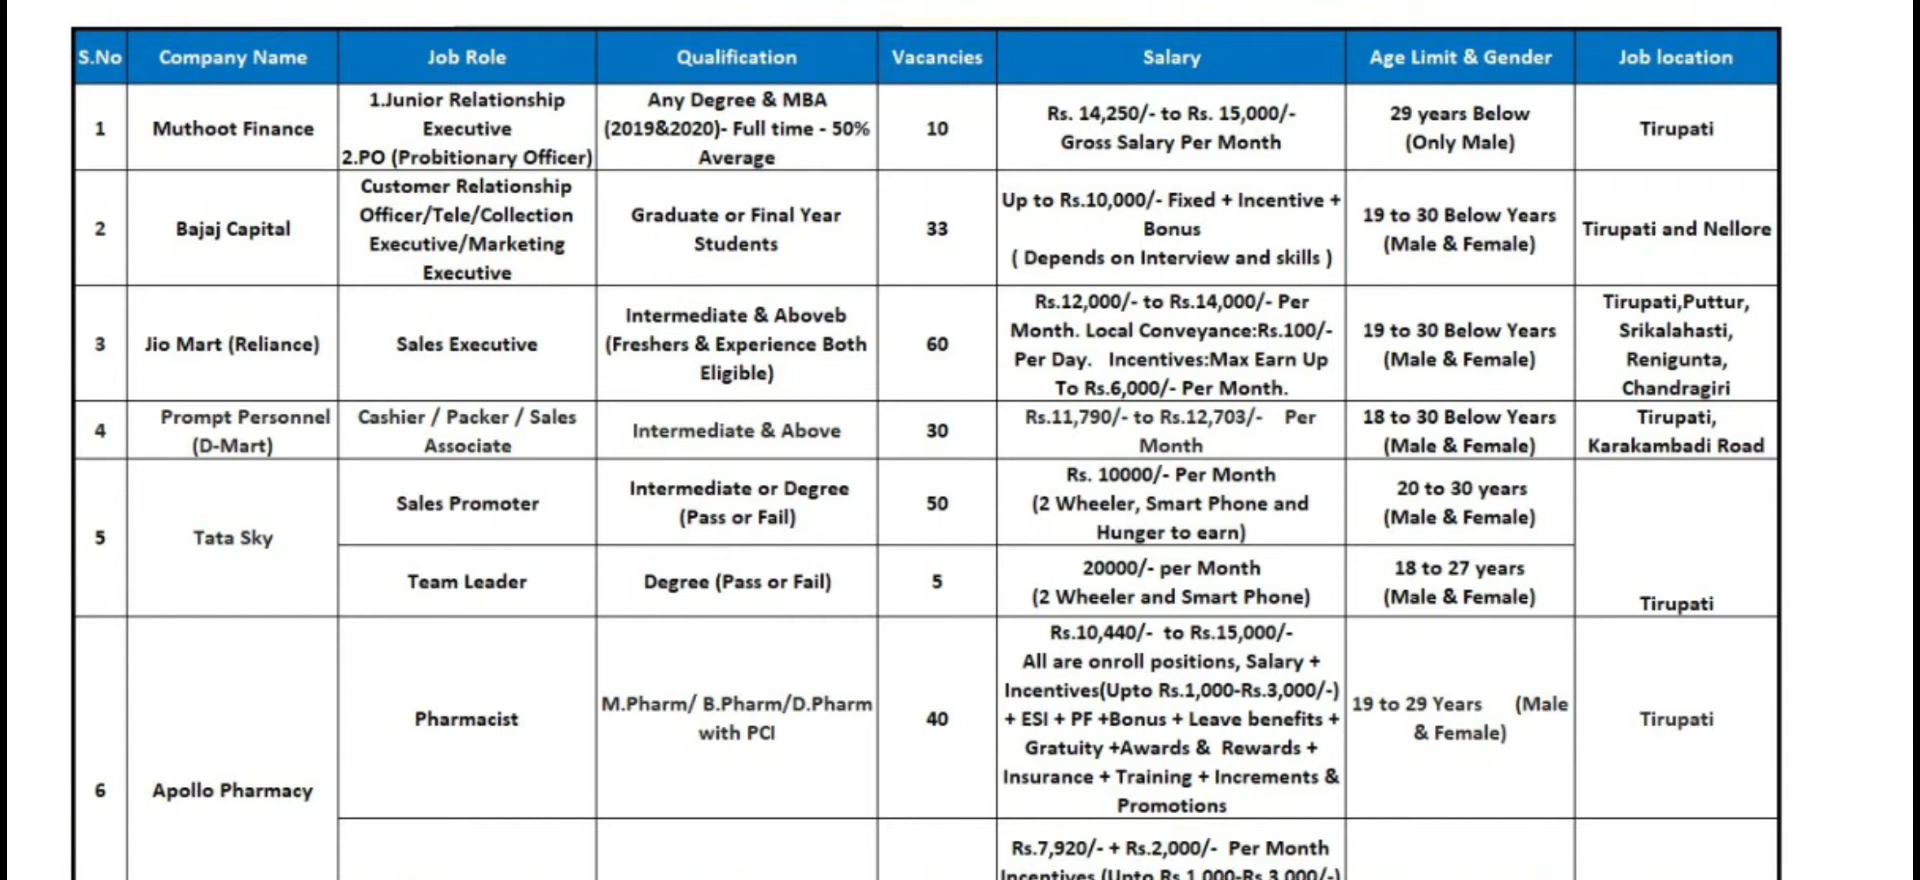 S.No Company Name Job Role Qualification Vacancies Salary Age Limit & Gender Job location
1
Muthoot Finance
1.Junior Relationship
Executive
2.PO (Probitionary Officer)
Any Degree & MBA
(2019&2020)- Full time - 50%
Average
10
Rs. 14,250/- to Rs. 15,000/-
Gross Salary Per Month
29 years Below
(Only Male)
Tirupati
2
Bajaj Capital
Customer Relationship
Officer/Tele/Collection
Executive/Marketing
Executive
Graduate or Final Year
Students
33
Up to Rs.10,000/- Fixed + Incentive +
Bonus
( Depends on Interview and skills )
19 to 30 Below Years
(Male & Female)
Tirupati and Nellore
3
Jio Mart (Reliance)
Sales Executive
Intermediate & Aboveb
(Freshers & Experience Both
Eligible)
60
Rs.12,000/- to Rs.14,000/- Per
Month. Local Conveyance:Rs.100/-
Per Day. Incentives:Max Earn Up
To Rs.6,000/- Per Month.
19 to 30 Below Years
(Male & Female)
Tirupati,Puttur,
Srikalahasti,
Renigunta,
Chandragiri
4
Prompt Personnel
(D-Mart)
Cashier / Packer / Sales
Associate
Intermediate & Above
30
Rs.11,790/- to Rs.12,703/- Per
Month
18 to 30 Below Years
(Male & Female)
Tirupati,
Karakambadi Road
5
Tata Sky
Sales Promoter
Intermediate or Degree
(Pass or Fail)
50
Rs. 10000/- Per Month
(2 Wheeler, Smart Phone and
Hunger to earn)
20 to 30 years
(Male & Female)
Team Leader
Degree (Pass or Fail)
5
20000/- per Month
(2 Wheeler and Smart Phone)
18 to 27 years
(Male & Female)
Tirupati
6
Apollo Pharmacy
Pharmacist
M.Pharm/ B.Pharm/D.Pharm
with PCI
40
Rs.10,440/- to Rs.15,000/-
All are onroll positions, Salary +
Incentives(Upto Rs.1,000-Rs.3,000/-)
+ ESI + PF +Bonus + Leave benefits +
Gratuity +Awards & Rewards +
Insurance + Training + Increments &
Promotions
19 to 29 Years (Male
& Female)
Tirupati
Rs.7,920/- + Rs.2,000/- Per Month
Incentives (Upto Rs.1,000-Rs.3,000/-)